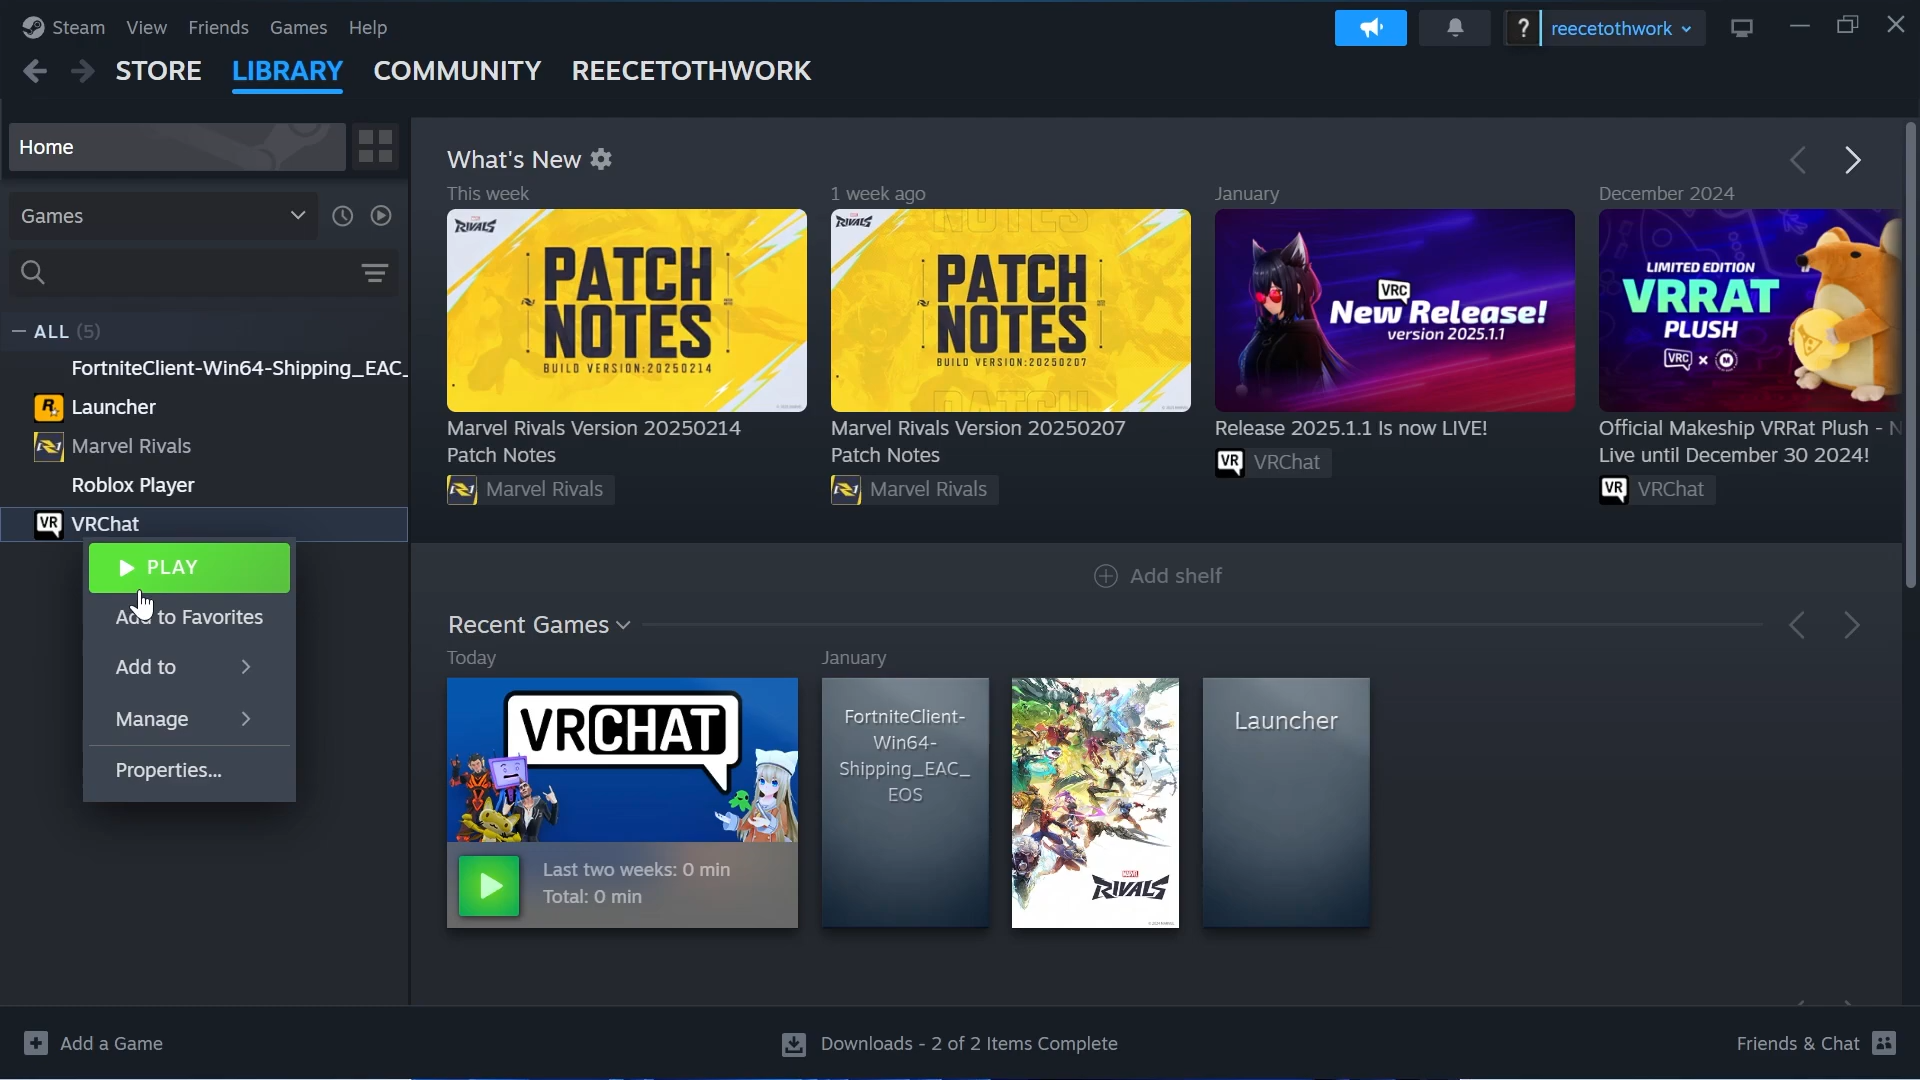 Steam View Friends Games Help
? reecetothwork
STORE LIBRARY COMMUNITY REECETOTHWORK
Home
Games
ALL (5)
FortniteClient-Win64-Shipping_EAC_
Launcher
Marvel Rivals
Roblox Player
VR VRChat
PLAY
Add to Favorites
Add to
Manage
Properties...
What's New
This week
RIVALS
PATCH
NOTES
BUILD VERSION:20250214
Marvel Rivals Version 20250214
Patch Notes
Marvel Rivals
1 week ago
RIVALS
PATCH
NOTES
BUILD VERSION:20250207
Marvel Rivals Version 20250207
Patch Notes
Marvel Rivals
January
VRC
New Release!
version 2025.1.1
Release 2025.1.1 Is now LIVE!
VR VRChat
December 2024
LIMITED EDITION
VRRAT
PLUSH
VRC × M
Official Makeship VRRat Plush - N
Live until December 30 2024!
VR VRChat
Add shelf
Recent Games
Today
VRCHAT
Last two weeks: 0 min
Total: 0 min
January
FortniteClient-
Win64-
Shipping_EAC_
EOS
MARVEL
RIVALS
Launcher
Add a Game
Downloads - 2 of 2 Items Complete
Friends & Chat